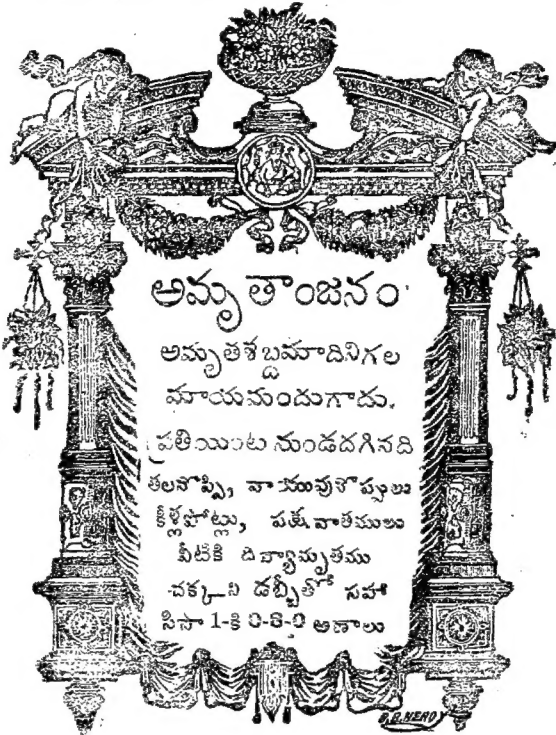 అమృతాంజనం
అమృతశబ్దమాదినిగల
మాయమందుగాదు.
ప్రతియింట నుండదగినది
తలనొప్పి, వాయువునొప్పులు
కీళ్లపోట్లు, పక్షవాతములు
వీటికి దివ్యామృతము
చక్కని డబ్బీతో సహా
సీసా 1-కి 0-8-0 అణాలు